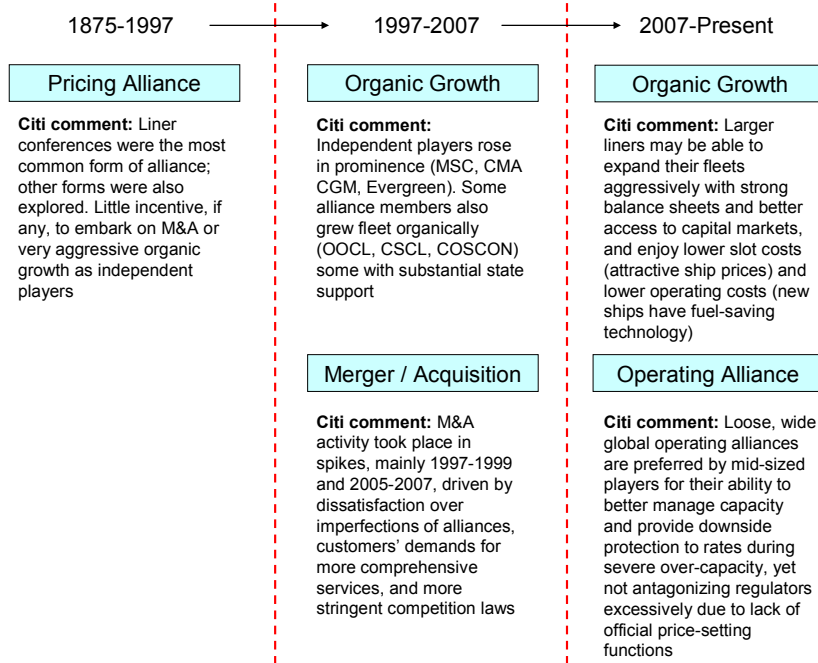 1875-1997
1997-2007
2007-Present
Pricing Alliance
Citi comment: Liner
conferences were the most
common form of alliance;
other forms were also
explored. Little incentive, if
any, to embark on M&A or
very aggressive organic
growth as independent
players
Organic Growth
Citi comment:
Independent players rose
in prominence (MSC, CMA
CGM, Evergreen). Some
alliance members also
grew fleet organically
(OOCL, CSCL, COSCON)
some with substantial state
support
Merger / Acquisition
Citi comment: M&A
activity took place in
spikes, mainly 1997-1999
and 2005-2007, driven by
dissatisfaction over
imperfections of alliances,
customers' demands for
more comprehensive
services, and more
stringent competition laws
Organic Growth
Citi comment: Larger
liners may be able to
expand their fleets
aggressively with strong
balance sheets and better
access to capital markets,
and enjoy lower slot costs
(attractive ship prices) and
lower operating costs (new
ships have fuel-saving
technology)
Operating Alliance
Citi comment: Loose, wide
global operating alliances
are preferred by mid-sized
players for their ability to
better manage capacity
and provide downside
protection to rates during
severe over-capacity, yet
not antagonizing regulators
excessively due to lack of
official price-setting
functions